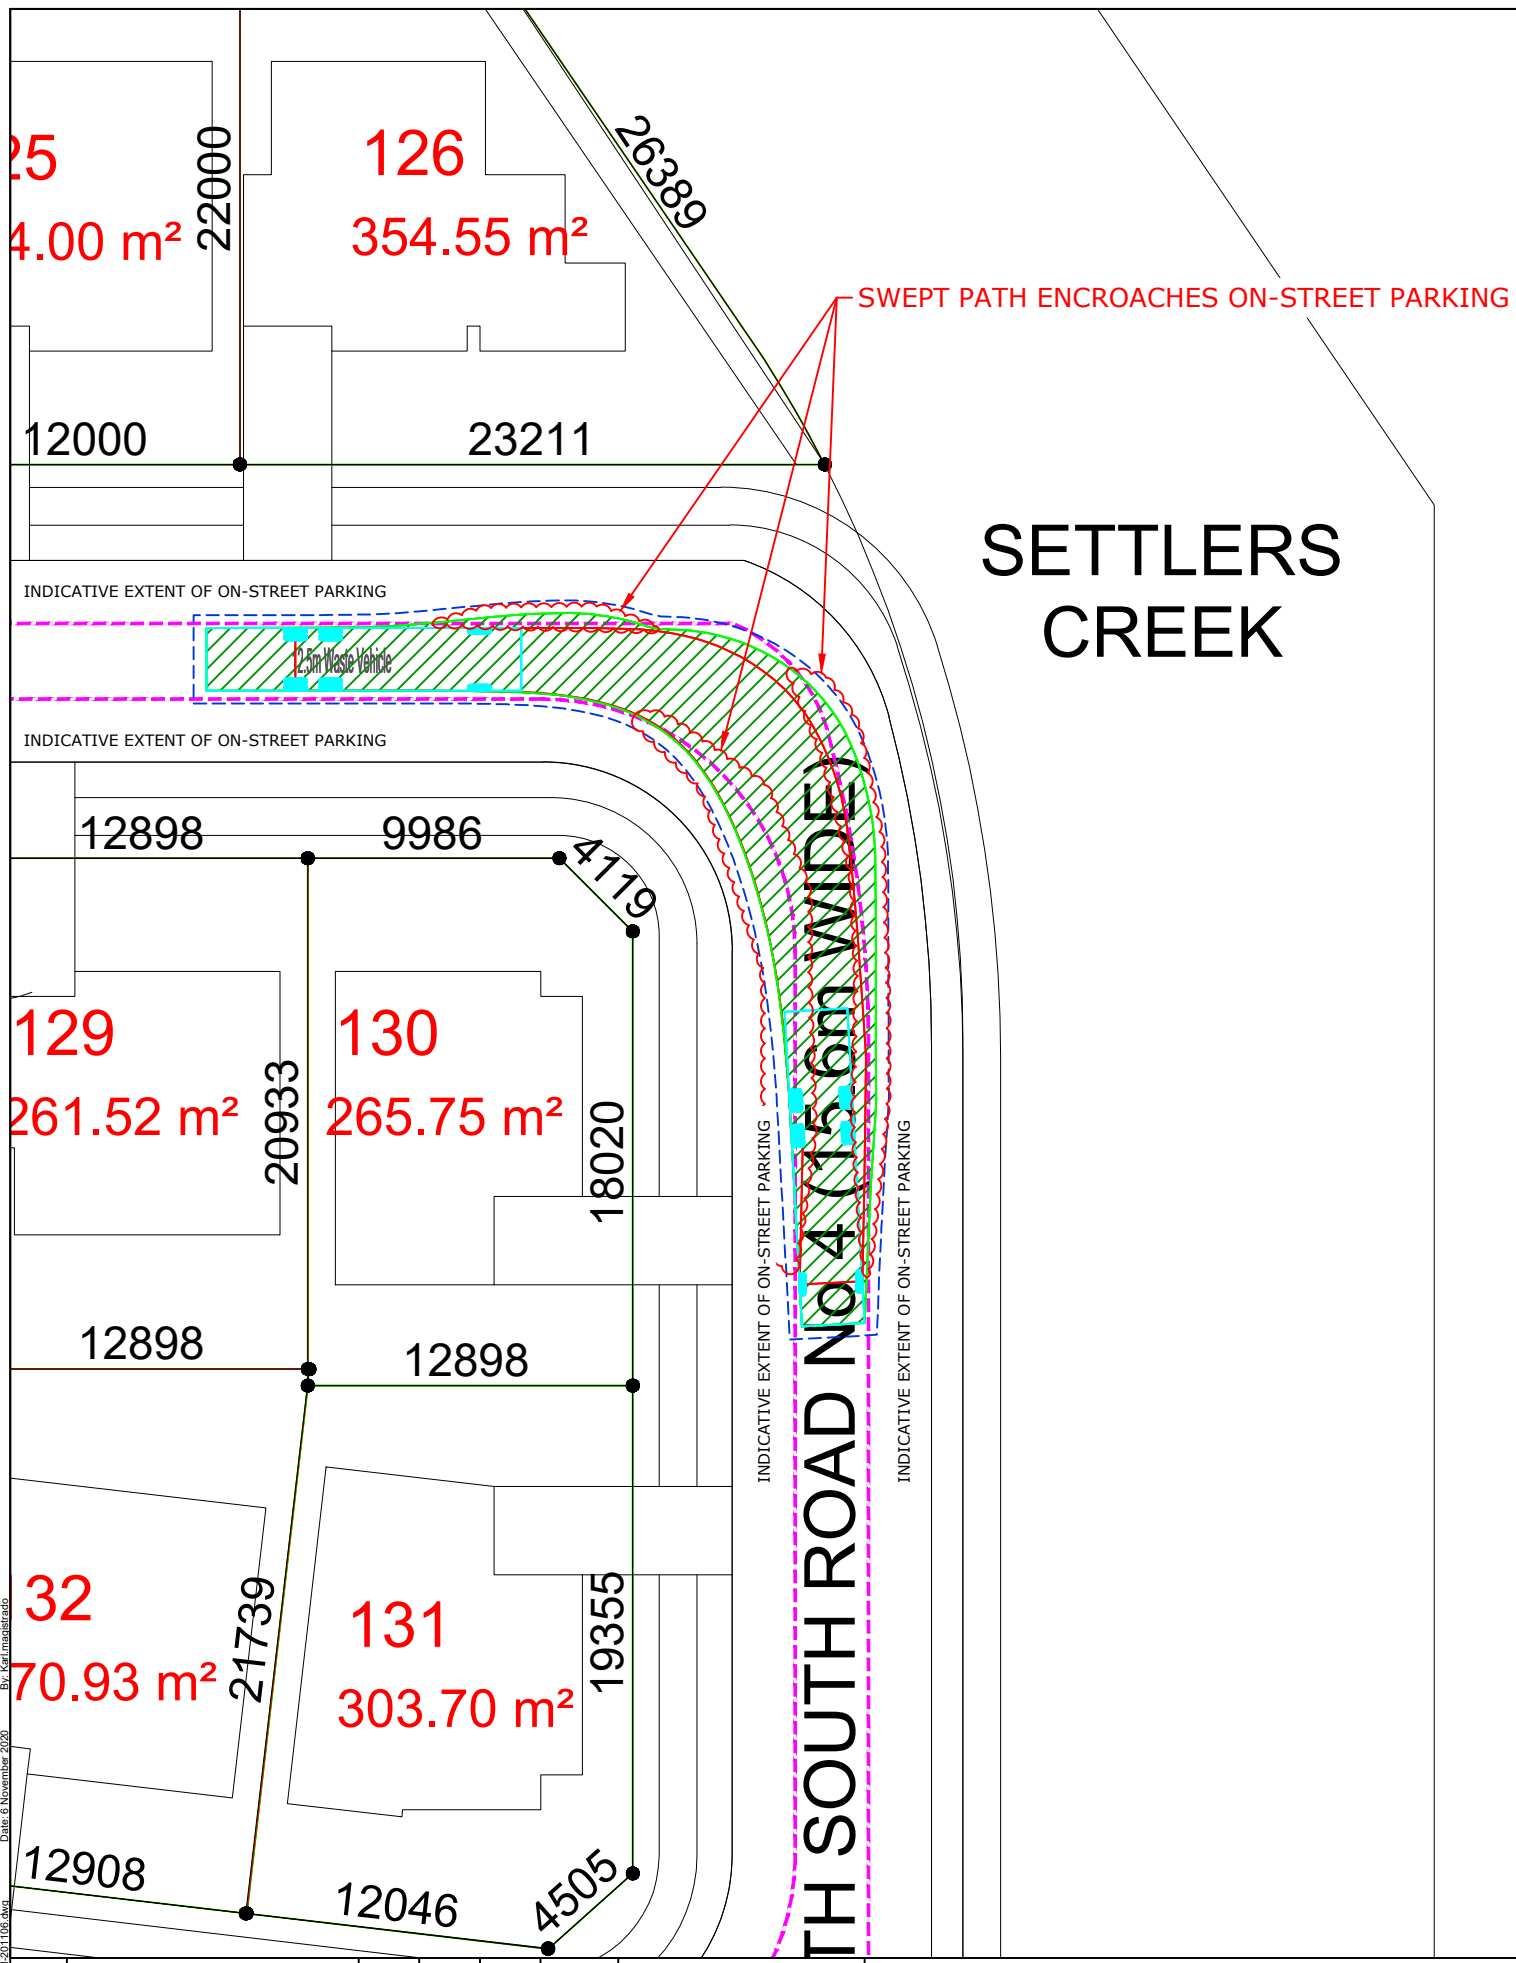 25
4.00 m²
22000
126
354.55 m²
26389
SWEPT PATH ENCROACHES ON-STREET PARKING
12000
23211
SETTLERS
CREEK
INDICATIVE EXTENT OF ON-STREET PARKING
2.5m Waste Vehicle
INDICATIVE EXTENT OF ON-STREET PARKING
12898
9986
4119
129
261.52 m²
20933
130
265.75 m²
18020
INDICATIVE EXTENT OF ON-STREET PARKING
TH SOUTH ROAD No 4 (15.6m WIDE)
INDICATIVE EXTENT OF ON-STREET PARKING
12898
12898
32
70.93 m²
21739
131
303.70 m²
19355
12908
12046
4505
By: Karl.magistrado
Date: 6 November 2020
-201106.dwg